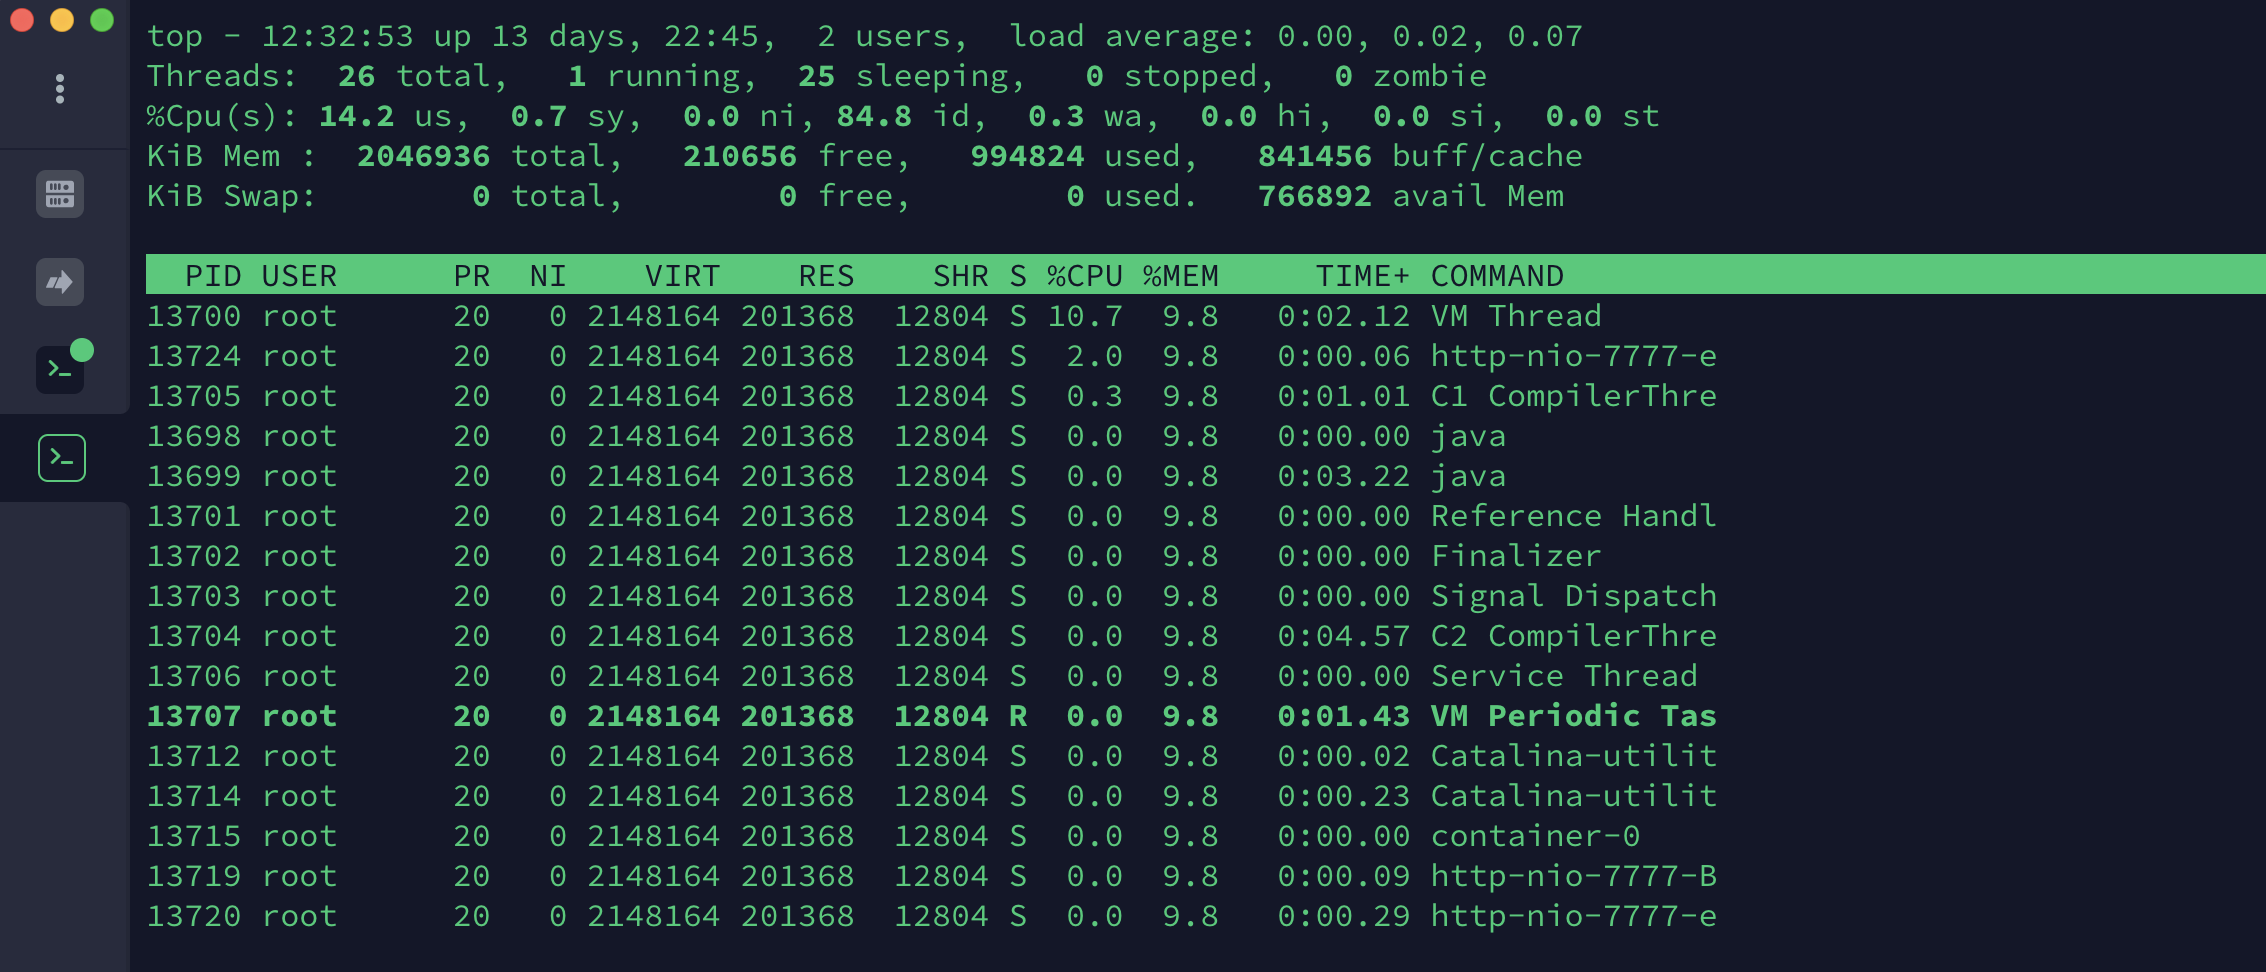 top - 12:32:53 up 13 days, 22:45,  2 users,  load average: 0.00, 0.02, 0.07
Threads:  26 total,   1 running,  25 sleeping,   0 stopped,   0 zombie
%Cpu(s): 14.2 us,  0.7 sy,  0.0 ni, 84.8 id,  0.3 wa,  0.0 hi,  0.0 si,  0.0 st
KiB Mem :  2046936 total,   210656 free,   994824 used,   841456 buff/cache
KiB Swap:        0 total,        0 free,        0 used.   766892 avail Mem
  PID USER      PR  NI    VIRT    RES    SHR S %CPU %MEM     TIME+ COMMAND
13700 root      20   0 2148164 201368  12804 S 10.7  9.8   0:02.12 VM Thread
13724 root      20   0 2148164 201368  12804 S  2.0  9.8   0:00.06 http-nio-7777-e
13705 root      20   0 2148164 201368  12804 S  0.3  9.8   0:01.01 C1 CompilerThre
13698 root      20   0 2148164 201368  12804 S  0.0  9.8   0:00.00 java
13699 root      20   0 2148164 201368  12804 S  0.0  9.8   0:03.22 java
13701 root      20   0 2148164 201368  12804 S  0.0  9.8   0:00.00 Reference Handl
13702 root      20   0 2148164 201368  12804 S  0.0  9.8   0:00.00 Finalizer
13703 root      20   0 2148164 201368  12804 S  0.0  9.8   0:00.00 Signal Dispatch
13704 root      20   0 2148164 201368  12804 S  0.0  9.8   0:04.57 C2 CompilerThre
13706 root      20   0 2148164 201368  12804 S  0.0  9.8   0:00.00 Service Thread
13707 root      20   0 2148164 201368  12804 R  0.0  9.8   0:01.43 VM Periodic Tas
13712 root      20   0 2148164 201368  12804 S  0.0  9.8   0:00.02 Catalina-utilit
13714 root      20   0 2148164 201368  12804 S  0.0  9.8   0:00.23 Catalina-utilit
13715 root      20   0 2148164 201368  12804 S  0.0  9.8   0:00.00 container-0
13719 root      20   0 2148164 201368  12804 S  0.0  9.8   0:00.09 http-nio-7777-B
13720 root      20   0 2148164 201368  12804 S  0.0  9.8   0:00.29 http-nio-7777-e